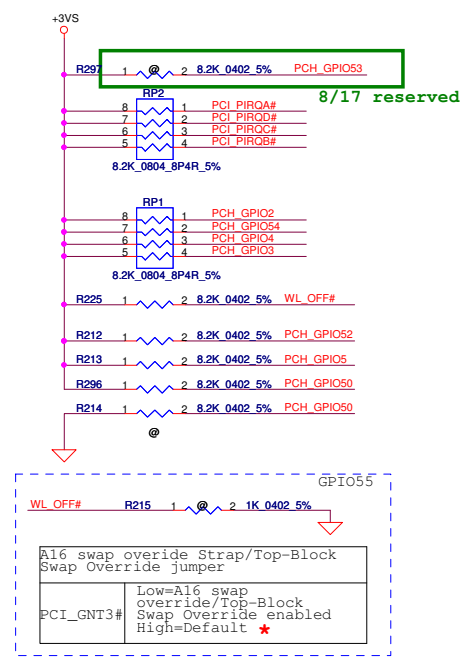 +3VS
R297 1 @ 2 8.2K_0402_5% PCH_GPIO53
8/17 reserved
RP2
8 1 PCI_PIRQA#
7 2 PCI_PIRQD#
6 3 PCI_PIRQC#
5 4 PCI_PIRQB#
8.2K_0804_8P4R_5%
RP1
8 1 PCH_GPIO2
7 2 PCH_GPIO54
6 3 PCH_GPIO4
5 4 PCH_GPIO3
8.2K_0804_8P4R_5%
R225 1 2 8.2K_0402_5% WL_OFF#
R212 1 2 8.2K_0402_5% PCH_GPIO52
R213 1 2 8.2K_0402_5% PCH_GPIO5
R296 1 2 8.2K_0402_5% PCH_GPIO50
R214 1 2 8.2K_0402_5% PCH_GPIO50
@
GPIO55
WL_OFF# R215 1 @ 2 1K_0402_5%
A16 swap overide Strap/Top-Block
Swap Override jumper
PCI_GNT3#
Low=A16 swap
override/Top-Block
Swap Override enabled
High=Default *